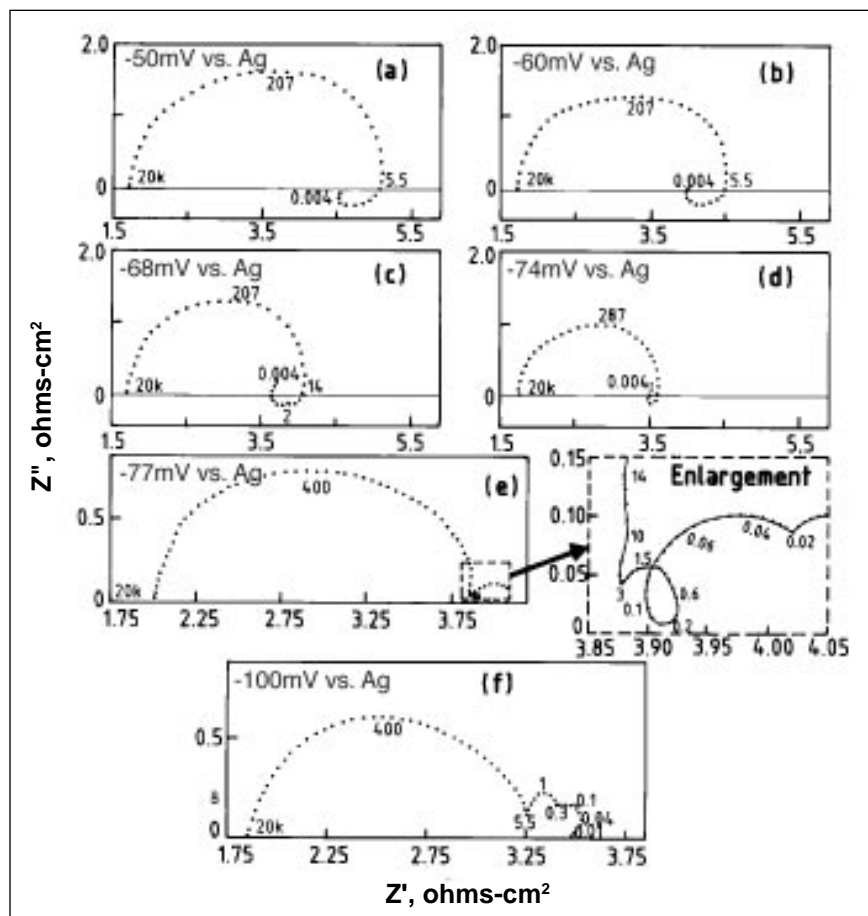 2.0 -50mV vs. Ag (a) -60mV vs. Ag (b)
207 207
20k 0.004 5.5 20k 0.004 5.5
0
1.5 3.5 5.5 1.5 3.5 5.5
2.0 -68mV vs. Ag (c) -74mV vs. Ag (d)
207 287
20k 0.004 14 20k 0.004
0 2
1.5 3.5 5.5 1.5 3.5 5.5
-77mV vs. Ag (e)
400
0.5
20k
0
1.75 2.25 2.75 3.25 3.75
Enlargement
0.15
14
0.10
10 0.06 0.04 0.02
1.5
0.05
3 0.1 0.6
0.2
0
3.85 3.90 3.95 4.00 4.05
-100mV vs. Ag (f)
400
0.5
1
0.3 0.1
8 5.5 0.04
0 20k 0.01
1.75 2.25 2.75 3.25 3.75
Z", ohms-cm²
Z', ohms-cm²